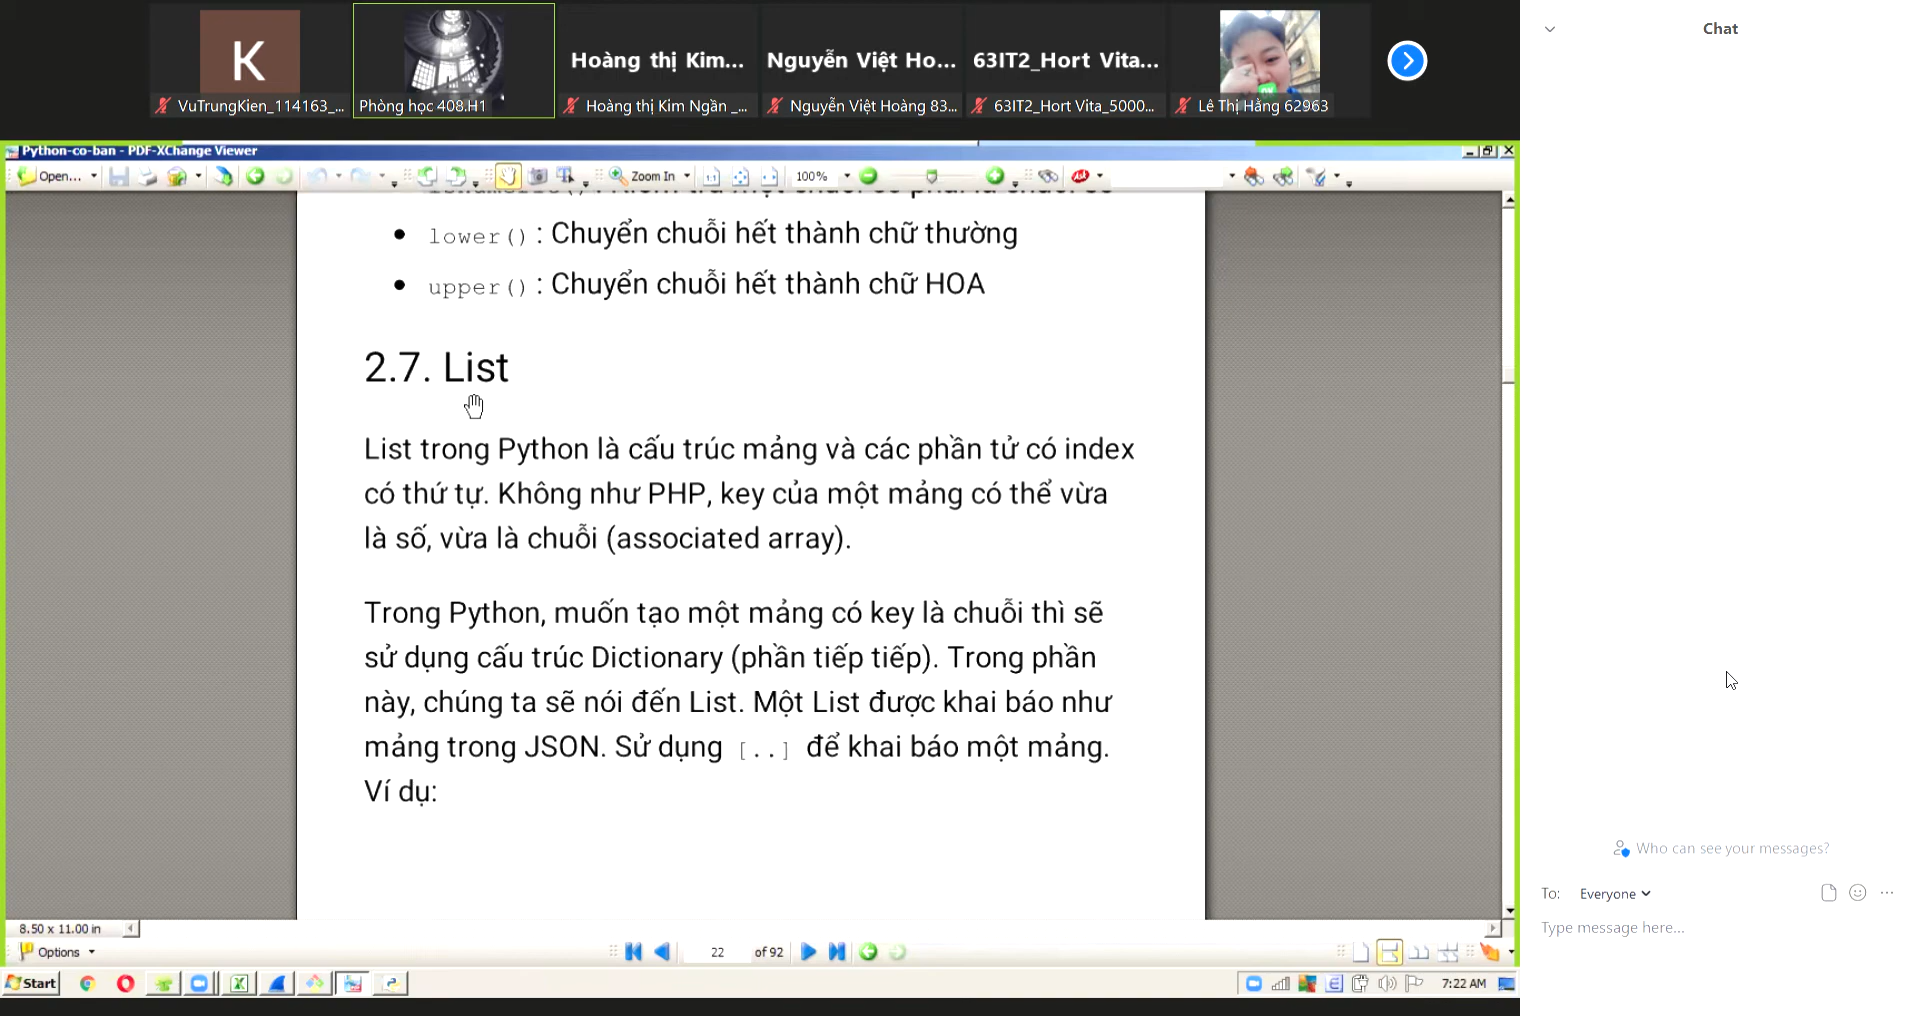 K
VuTrungKien_114163_...
Phòng học 408.H1
Hoàng thị Kim...
Hoàng thị Kim Ngần _...
Nguyễn Việt Ho...
Nguyễn Việt Hoàng 83...
63IT2_Hort Vita...
63IT2_Hort Vita_5000...
Lê Thị Hằng 62963
Chat
Python-co-ban - PDF-XChange Viewer
Open...
Zoom In
100%
lower() : Chuyển chuỗi hết thành chữ thường
upper() : Chuyển chuỗi hết thành chữ HOA
2.7. List
List trong Python là cấu trúc mảng và các phần tử có index
có thứ tự. Không như PHP, key của một mảng có thể vừa
là số, vừa là chuỗi (associated array).
Trong Python, muốn tạo một mảng có key là chuỗi thì sẽ
sử dụng cấu trúc Dictionary (phần tiếp tiếp). Trong phần
này, chúng ta sẽ nói đến List. Một List được khai báo như
mảng trong JSON. Sử dụng [..] để khai báo một mảng.
Ví dụ:
8.50 x 11.00 in
Options
22
of 92
Start
7:22 AM
Who can see your messages?
To: Everyone
Type message here...